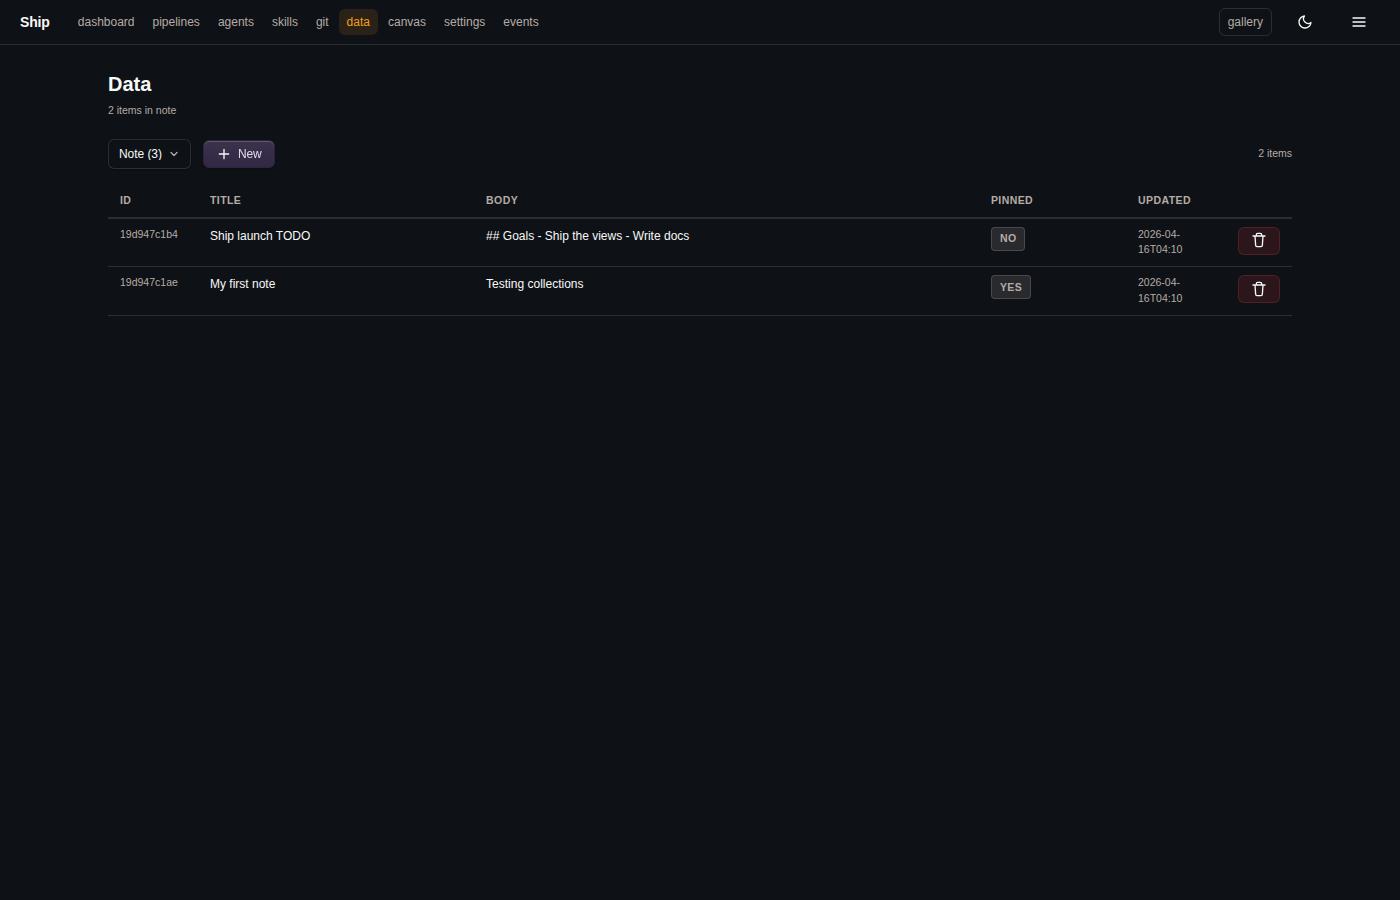 Ship dashboard pipelines agents skills git data canvas settings events gallery
Data
2 items in note
Note (3) New 2 items
ID TITLE BODY PINNED UPDATED
19d947c1b4 Ship launch TODO ## Goals - Ship the views - Write docs NO 2026-04-
16T04:10
19d947c1ae My first note Testing collections YES 2026-04-
16T04:10